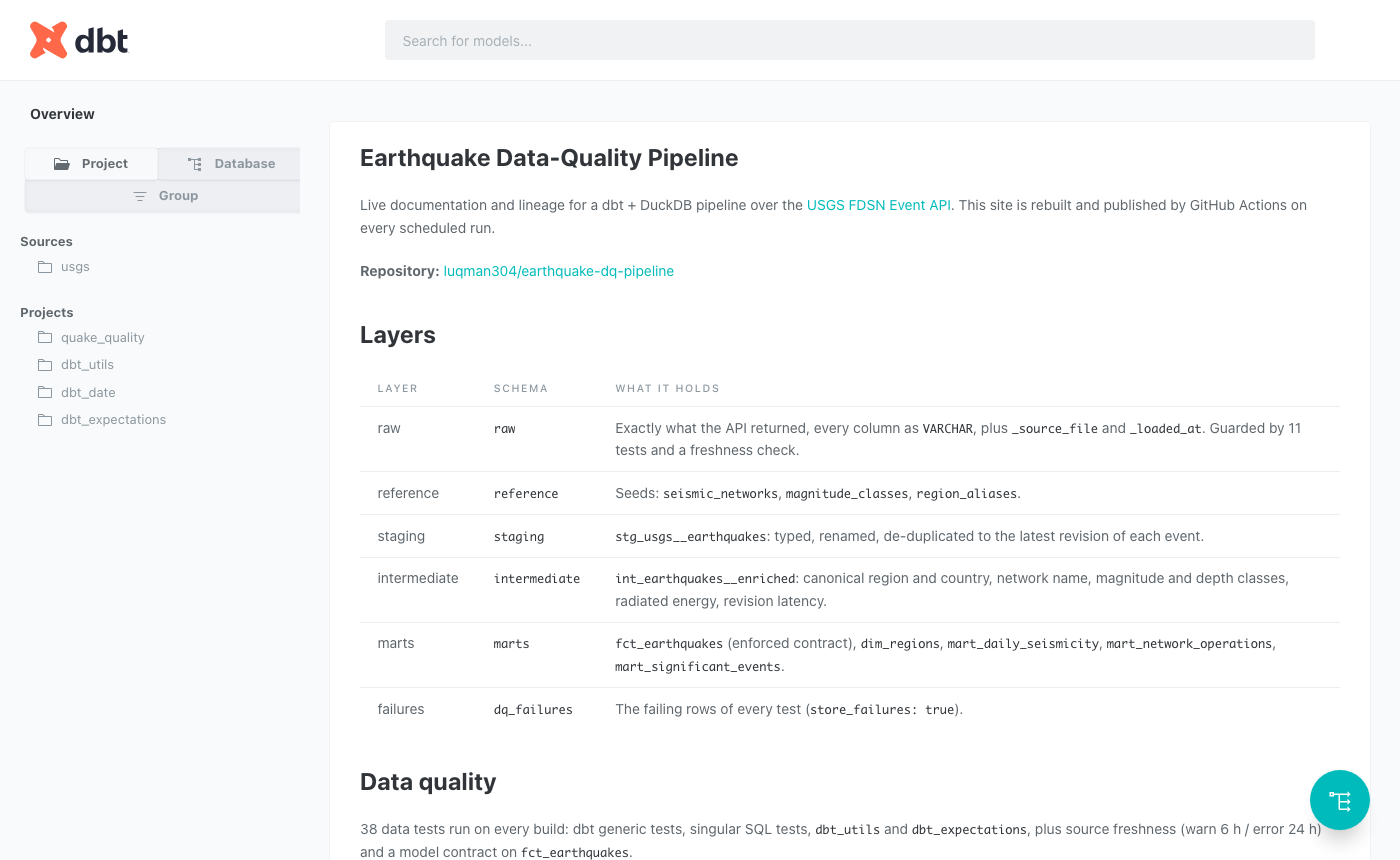 dbt
Search for models...
Overview
Project
Database
Group
Sources
usgs
Projects
quake_quality
dbt_utils
dbt_date
dbt_expectations
Earthquake Data-Quality Pipeline
Live documentation and lineage for a dbt + DuckDB pipeline over the USGS FDSN Event API. This site is rebuilt and published by GitHub Actions on
every scheduled run.
Repository: luqman304/earthquake-dq-pipeline
Layers
LAYER SCHEMA WHAT IT HOLDS
raw raw Exactly what the API returned, every column as VARCHAR, plus _source_file and _loaded_at. Guarded by 11
tests and a freshness check.
reference reference Seeds: seismic_networks, magnitude_classes, region_aliases.
staging staging stg_usgs__earthquakes: typed, renamed, de-duplicated to the latest revision of each event.
intermediate intermediate int_earthquakes__enriched: canonical region and country, network name, magnitude and depth classes,
radiated energy, revision latency.
marts marts fct_earthquakes (enforced contract), dim_regions, mart_daily_seismicity, mart_network_operations,
mart_significant_events.
failures dq_failures The failing rows of every test (store_failures: true).
Data quality
38 data tests run on every build: dbt generic tests, singular SQL tests, dbt_utils and dbt_expectations, plus source freshness (warn 6 h / error 24 h)
and a model contract on fct_earthquakes.